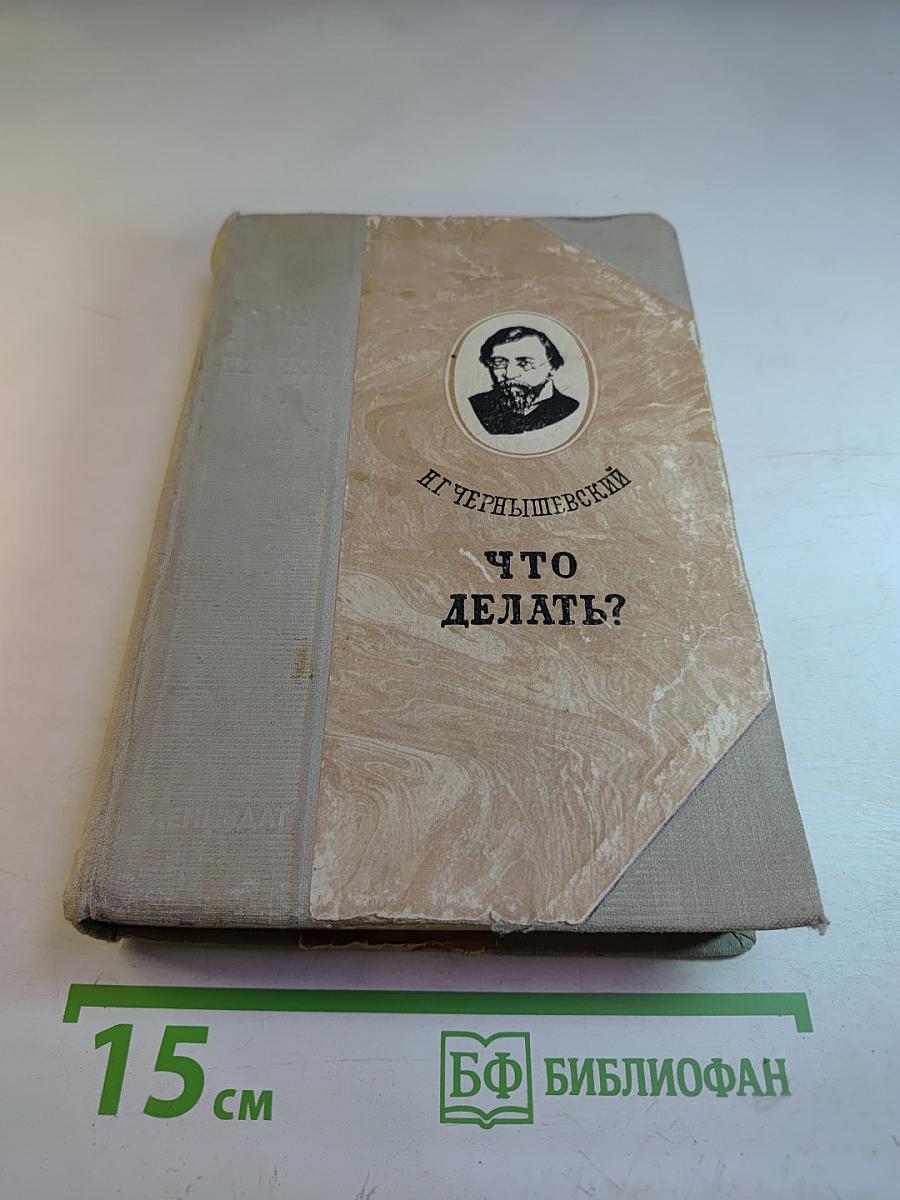 Н.Г. ЧЕРНЫШЕВСКИЙ
ЧТО
ДЕЛАТЬ?
15 см
БФ БИБЛИОФАН